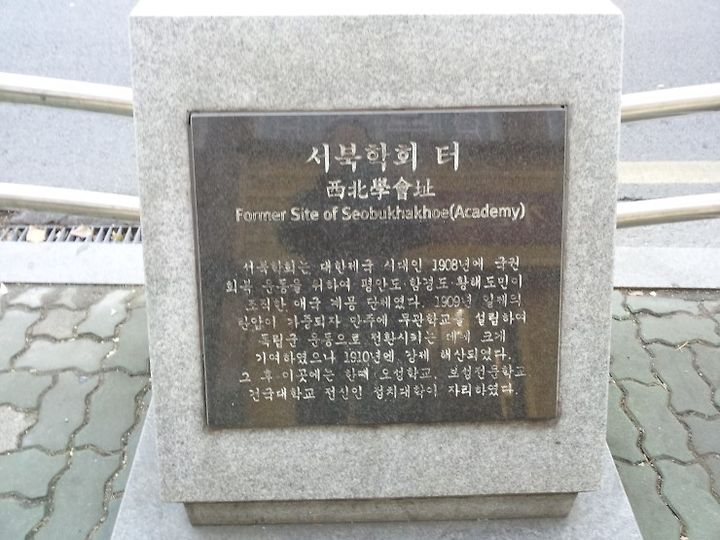 서북학회 터
西北學會址
Former Site of Seobukhakhoe(Academy)
서북학회는 대한제국 시대인 1908년에 국권
회복 운동을 위하여 평안도·함경도·황해도민이
조직한 애국 계몽 단체였다. 1909년 일제의
탄압이 가중되자 만주에 무관학교를 설립하여
독립군 운동으로 전환시키는 데에 크게
기여하였으나 1910년엔 강제 해산되었다.
그 후 이곳에는 한때 오성학교, 보성전문학교
건국대학교 전신인 정치대학이 자리하였다.